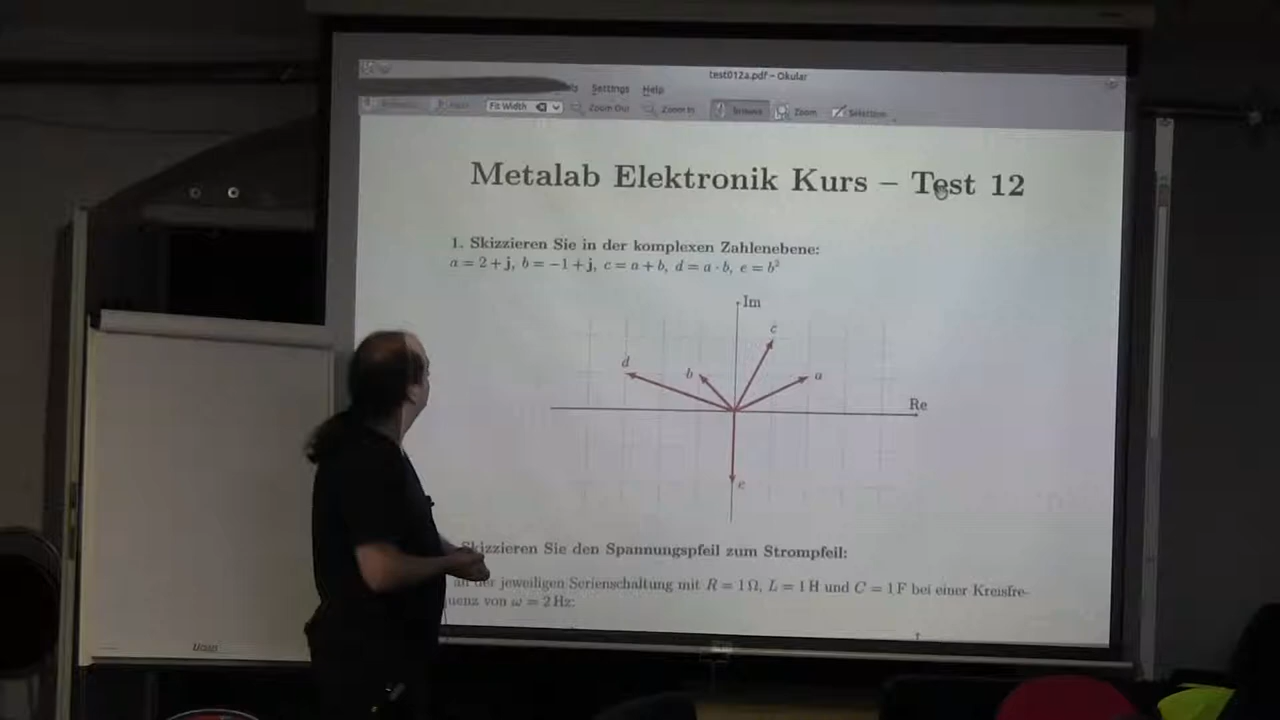 test012a.pdf – Okular
Settings Help
Fit Width Zoom Out Zoom In Browse Zoom Selection
Metalab Elektronik Kurs – Test 12
1. Skizzieren Sie in der komplexen Zahlenebene:
a = 2 + j, b = −1 + j, c = a + b, d = a · b, e = b²
Im
c
d
b
a
Re
e
Skizzieren Sie den Spannungspfeil zum Strompfeil:
an der jeweiligen Serienschaltung mit R = 1 Ω, L = 1 H und C = 1 F bei einer Kreisfre-
uenz von ω = 2 Hz: